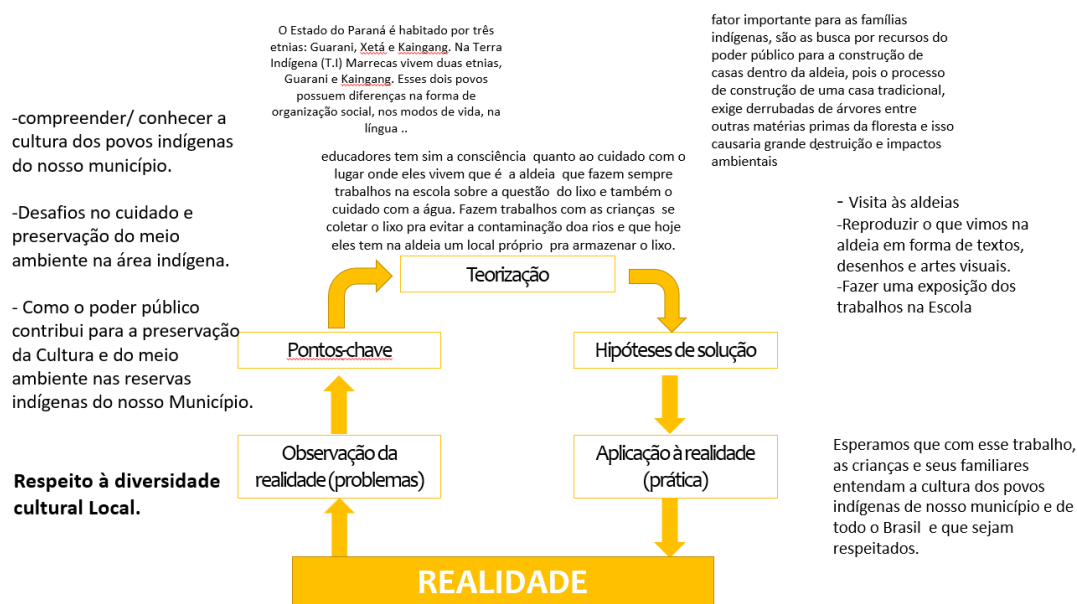 O Estado do Paraná é habitado por três
etnias: Guarani, Xetá e Kaingang. Na Terra
Indígena (T.I) Marrecas vivem duas etnias,
Guarani e Kaingang. Esses dois povos
possuem diferenças na forma de
organização social, nos modos de vida, na
língua ..
fator importante para as famílias
indígenas, são as busca por recursos do
poder público para a construção de
casas dentro da aldeia, pois o processo
de construção de uma casa tradicional,
exige derrubadas de árvores entre
outras matérias primas da floresta e isso
causaria grande destruição e impactos
ambientais
-compreender/ conhecer a
cultura dos povos indígenas
do nosso município.
-Desafios no cuidado e
preservação do meio
ambiente na área indígena.
- Como o poder público
contribui para a preservação
da Cultura e do meio
ambiente nas reservas
indígenas do nosso Município.
educadores tem sim a consciência quanto ao cuidado com o
lugar onde eles vivem que é a aldeia que fazem sempre
trabalhos na escola sobre a questão do lixo e também o
cuidado com a água. Fazem trabalhos com as crianças se
coletar o lixo pra evitar a contaminação doa rios e que hoje
eles tem na aldeia um local próprio pra armazenar o lixo.
- Visita às aldeias
-Reproduzir o que vimos na
aldeia em forma de textos,
desenhos e artes visuais.
-Fazer uma exposição dos
trabalhos na Escola
Teorização
Pontos-chave
Hipóteses de solução
Observação da
realidade (problemas)
Aplicação à realidade
(prática)
Respeito à diversidade
cultural Local.
Esperamos que com esse trabalho,
as crianças e seus familiares
entendam a cultura dos povos
indígenas de nosso município e de
todo o Brasil e que sejam
respeitados.
REALIDADE